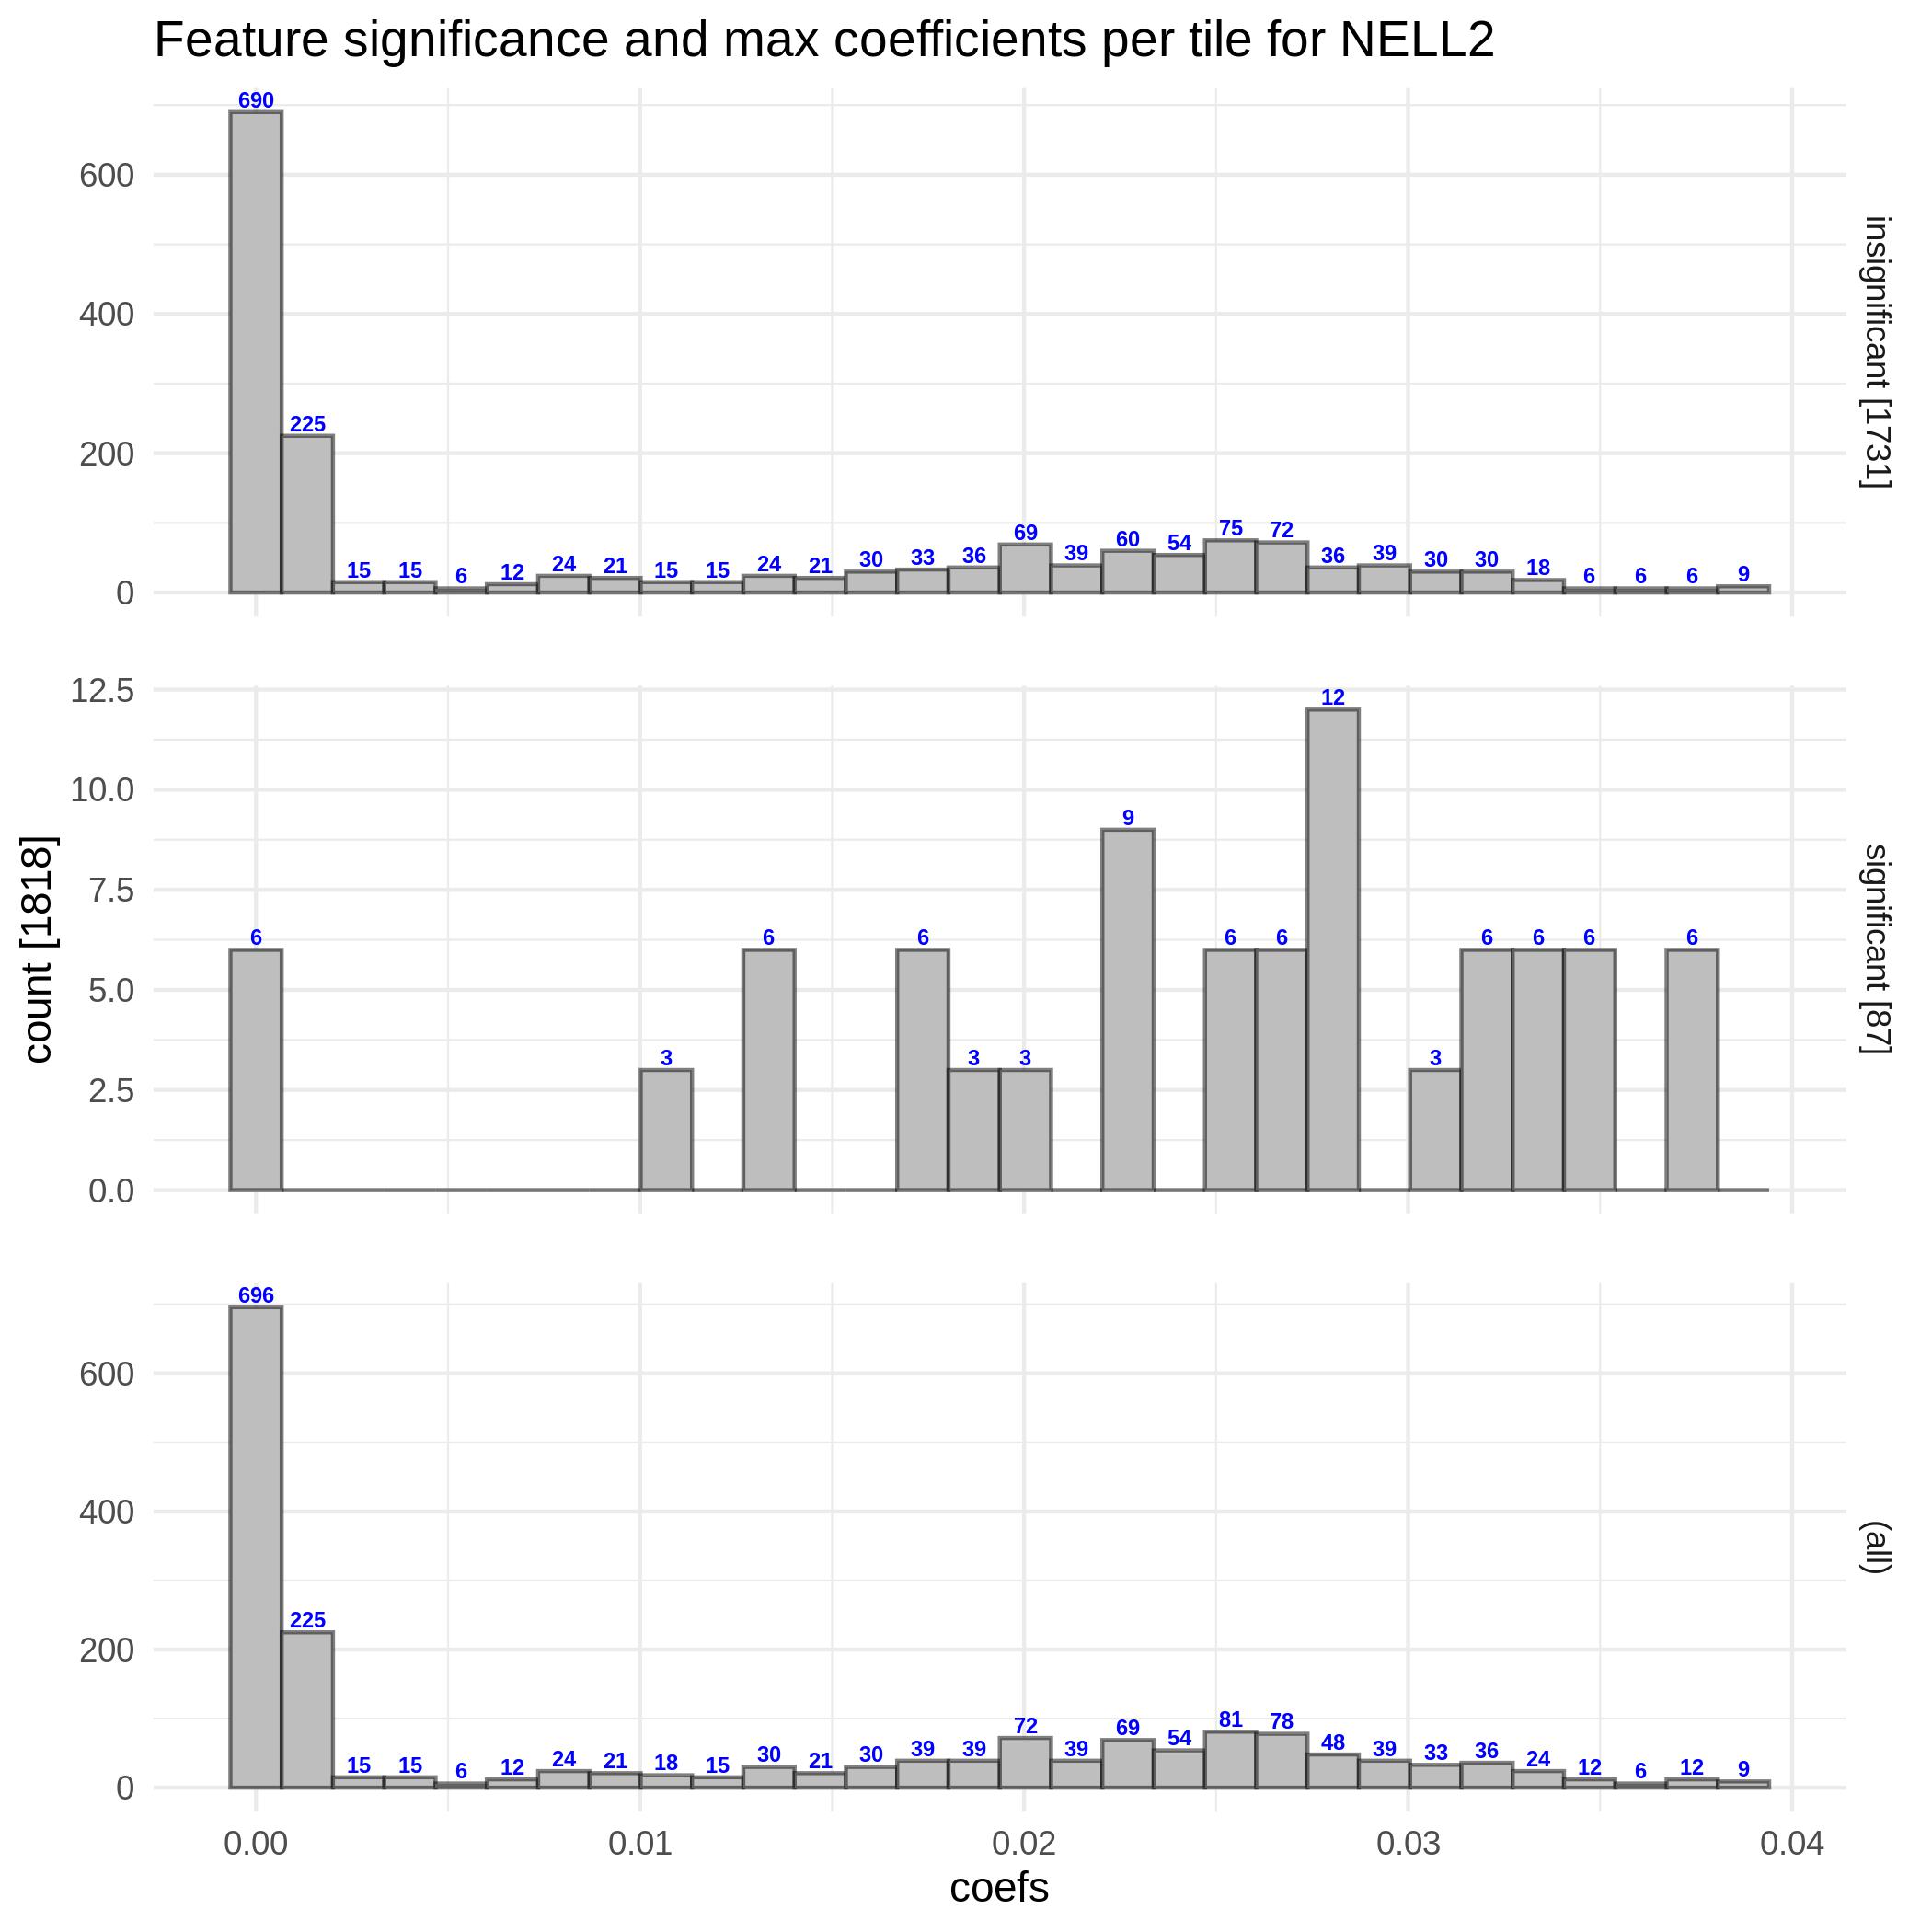 Feature significance and max coefficients per tile for NELL2
690
600
400
225
200
15 15 6 12 24 21 15 15 24 21 30 33 36 69 39 60 54 75 72 36 39 30 30 18 6 6 6 9
0
insignificant [1731]
12.5
12
10.0
9
7.5
6 6 6 6 6 6 6 6 6
5.0
3 3 3 3
2.5
0.0
significant [87]
count [1818]
696
600
400
225
200
15 15 6 12 24 21 18 15 30 21 30 39 39 72 39 69 54 81 78 48 39 33 36 24 12 6 12 9
0
(all)
0.00 0.01 0.02 0.03 0.04
coefs